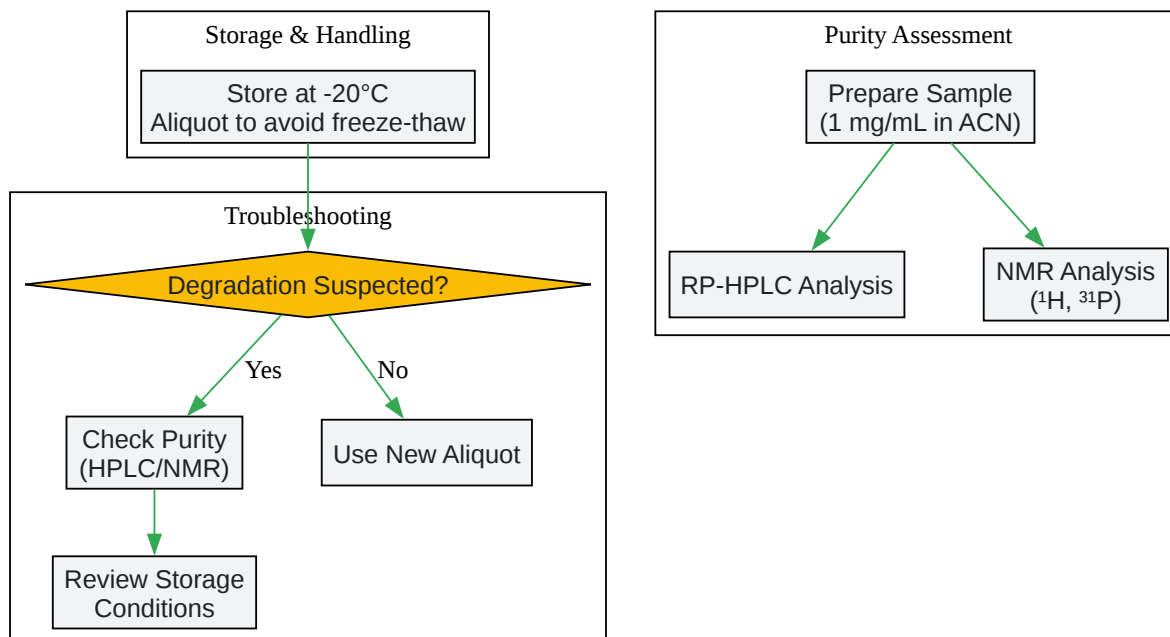 Storage & Handling
Store at -20°C
Aliquot to avoid freeze-thaw
Troubleshooting
Degradation Suspected?
Yes
No
Check Purity
(HPLC/NMR)
Use New Aliquot
Review Storage
Conditions
Purity Assessment
Prepare Sample
(1 mg/mL in ACN)
RP-HPLC Analysis
NMR Analysis
(¹H, ³¹P)